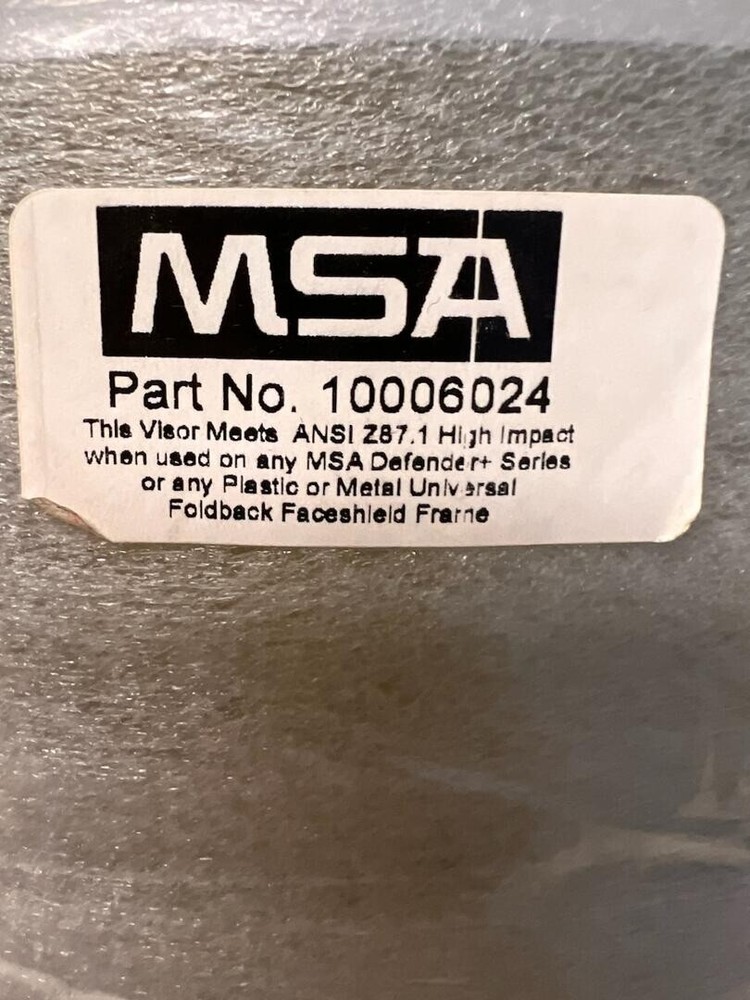 MSA
Part No. 10006024
This Visor Meets ANSI Z87.1 High Impact
when used on any MSA Defender+ Series
or any Plastic or Metal Universal
Foldback Faceshield Frame